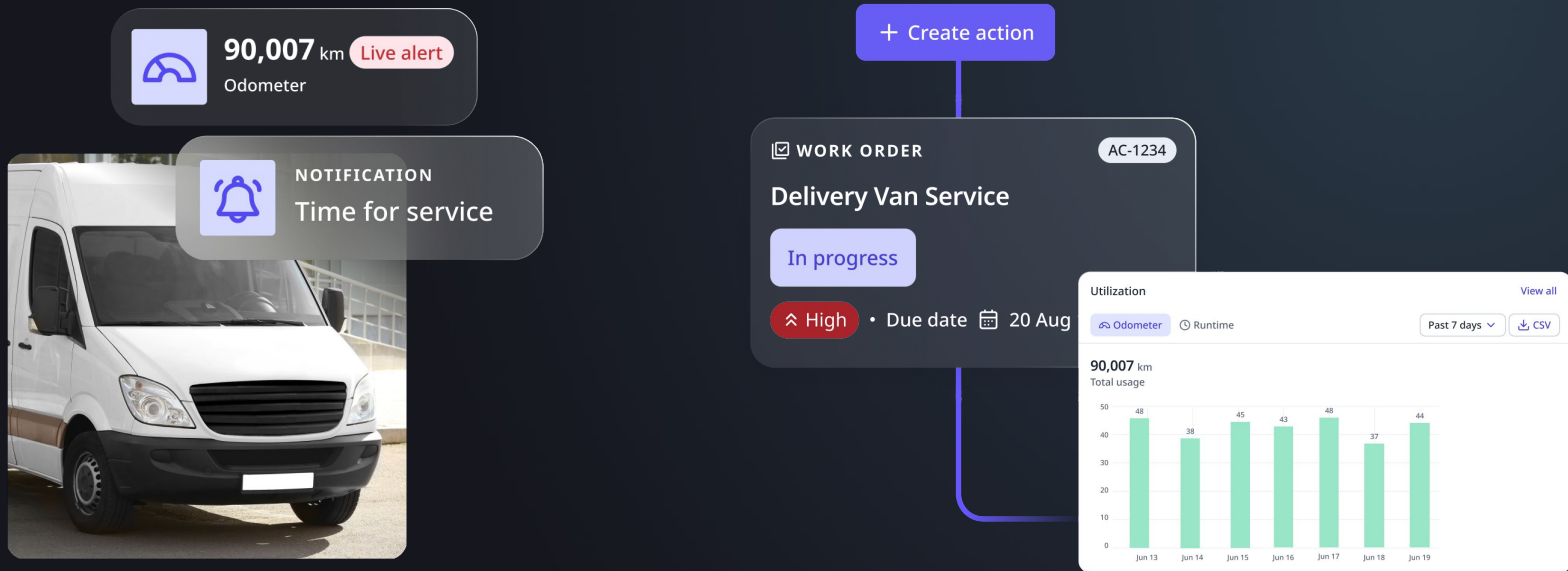 90,007 km Live alert
Odometer
NOTIFICATION
Time for service
+ Create action
WORK ORDER AC-1234
Delivery Van Service
In progress
High • Due date 20 Aug
Utilization View all
Odometer Runtime Past 7 days CSV
90,007 km
Total usage
50
40
30
20
10
0
48 38 45 43 48 37 44
Jun 13 Jun 14 Jun 15 Jun 16 Jun 17 Jun 18 Jun 19